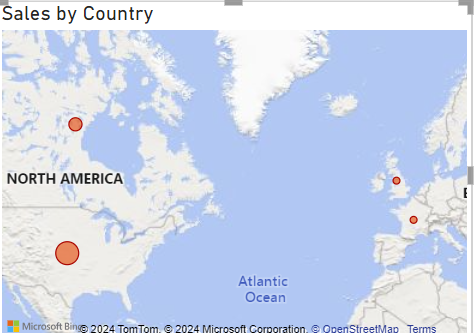 Sales by Country
NORTH AMERICA
E
Atlantic
Ocean
Microsoft Bing
© 2024 TomTom, © 2024 Microsoft Corporation, © OpenStreetMap Terms